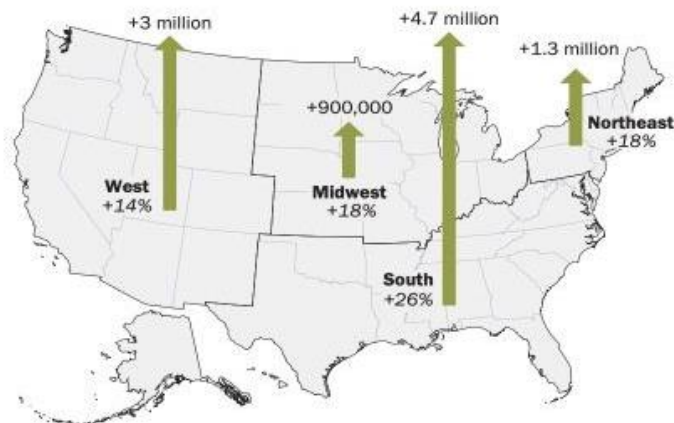 +3 million
+4.7 million
+1.3 million
+900,000
Northeast
+18%
West
+14%
Midwest
+18%
South
+26%